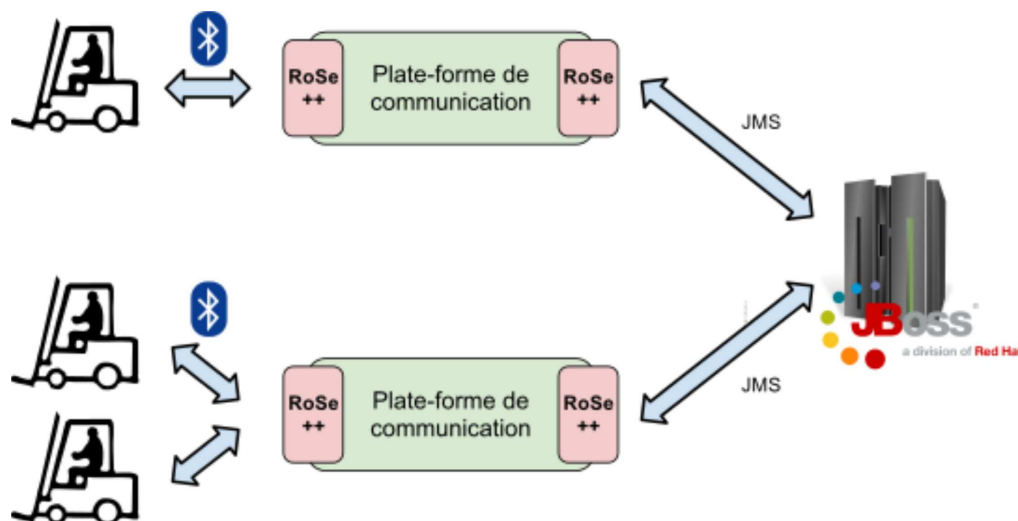 RoSe
++
Plate-forme de
communication
RoSe
++
JMS
JBoss
a division of Red Ha
RoSe
++
Plate-forme de
communication
RoSe
++
JMS